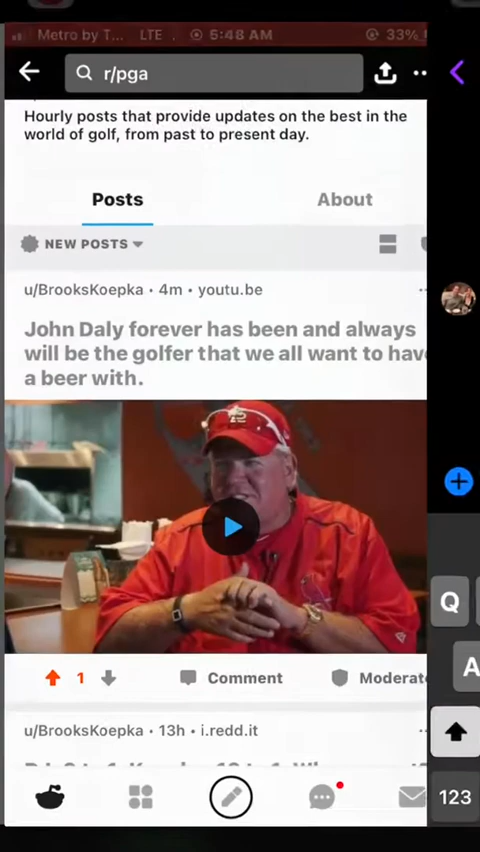 Metro by T... LTE 5:48 AM 33%
r/pga
Hourly posts that provide updates on the best in the
world of golf, from past to present day.
Posts About
NEW POSTS
u/BrooksKoepka • 4m • youtu.be
John Daly forever has been and always
will be the golfer that we all want to have
a beer with.
1 Comment Moderate
u/BrooksKoepka • 13h • i.redd.it
Q
A
123